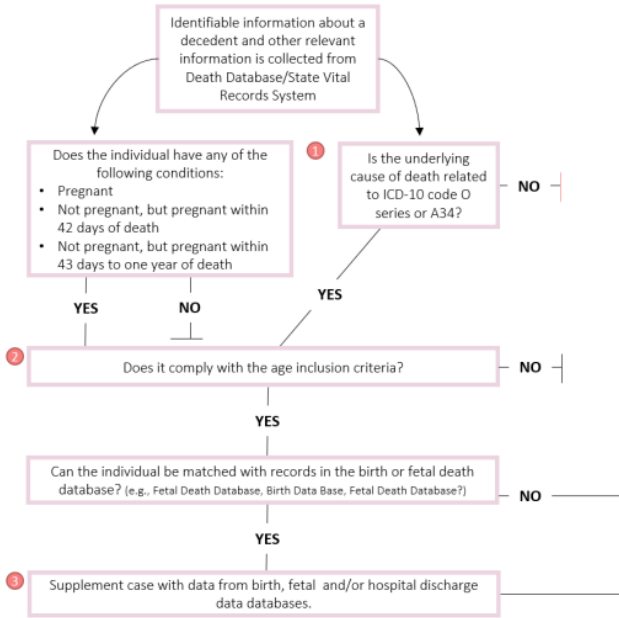 Identifiable information about a
decedent and other relevant
information is collected from
Death Database/State Vital
Records System
Does the individual have any of the
following conditions:
• Pregnant
• Not pregnant, but pregnant within
42 days of death
• Not pregnant, but pregnant within
43 days to one year of death
1
Is the underlying
cause of death related
to ICD-10 code O
series or A34?
NO
YES
NO
YES
2
Does it comply with the age inclusion criteria?
NO
YES
Can the individual be matched with records in the birth or fetal death
database? (e.g., Fetal Death Database, Birth Data Base, Fetal Death Database?)
NO
YES
3
Supplement case with data from birth, fetal and/or hospital discharge
data databases.